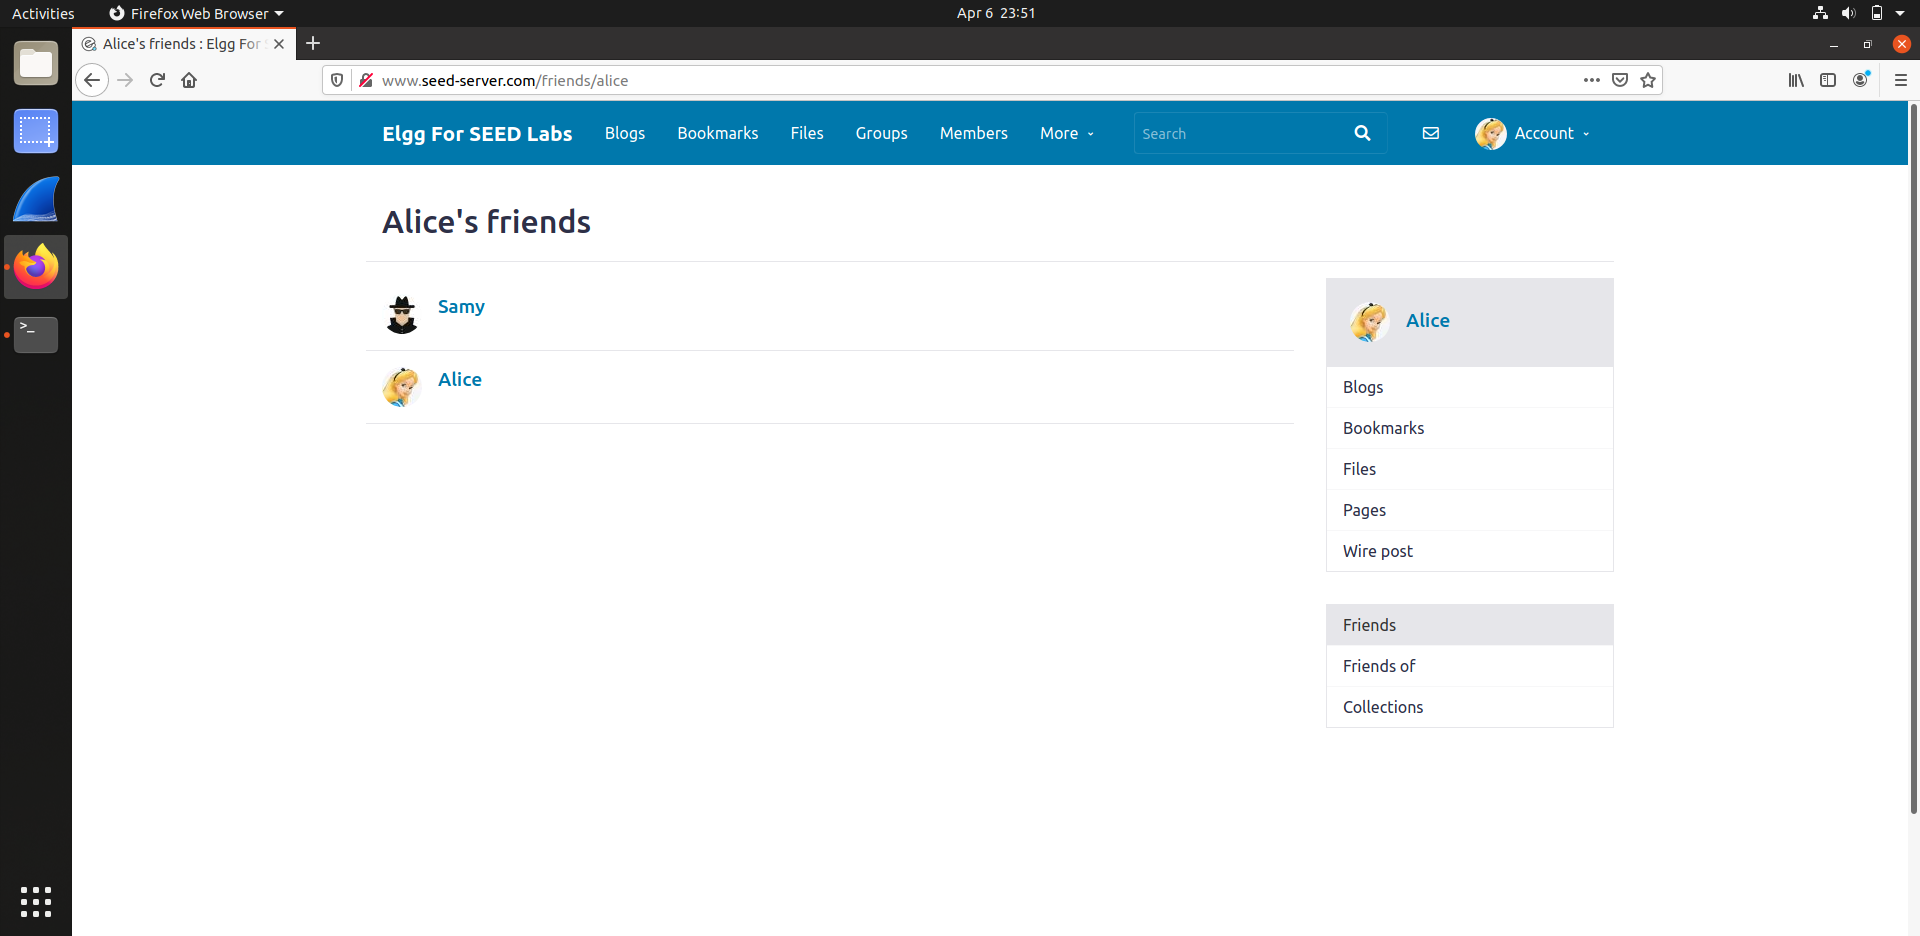 Activities
Firefox Web Browser
Apr 6 23:51
Alice's friends : Elgg For
www.seed-server.com/friends/alice
Elgg For SEED Labs
Blogs
Bookmarks
Files
Groups
Members
More
Search
Account
Alice's friends
Samy
Alice
Alice
Blogs
Bookmarks
Files
Pages
Wire post
Friends
Friends of
Collections